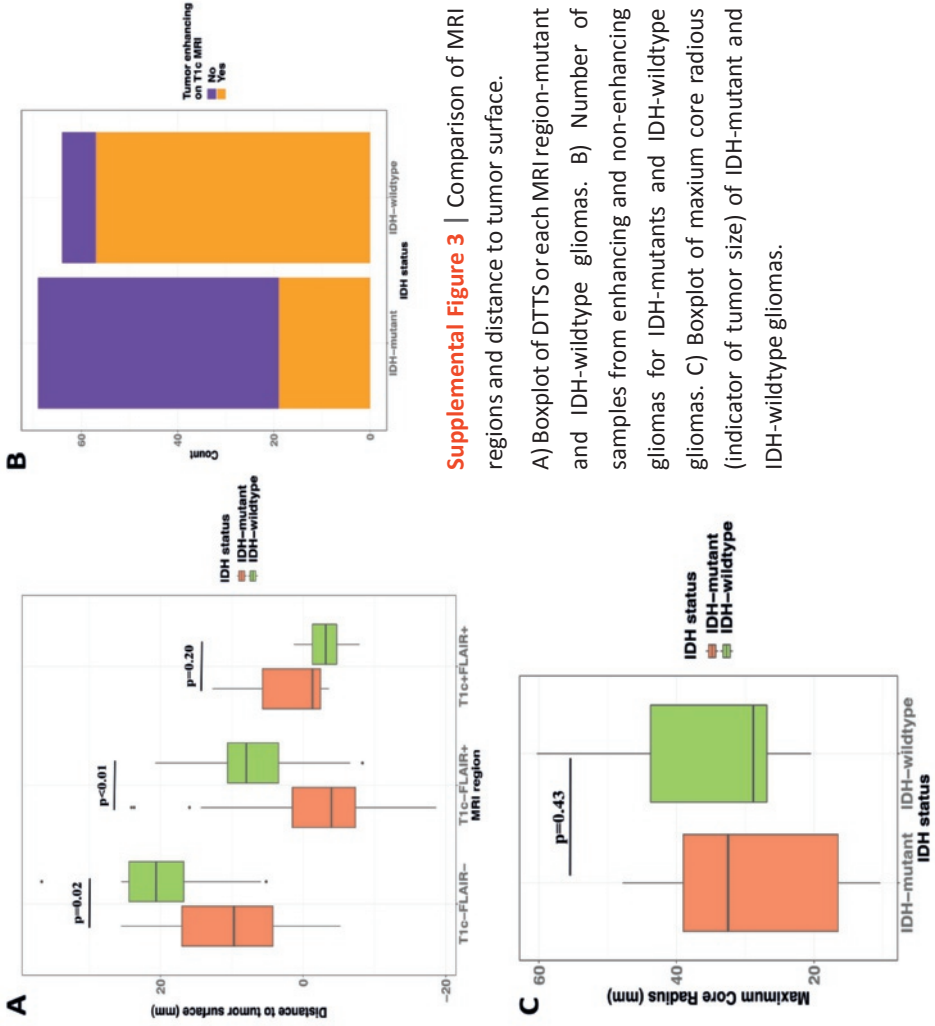 A
Distance to tumor surface (mm)
20
0
−20
p=0.02
p<0.01
p=0.20
T1c−FLAIR−
T1c−FLAIR+
T1c+FLAIR+
MRI region
IDH status
IDH−mutant
IDH−wildtype
B
Count
60
40
20
0
IDH−mutant
IDH−wildtype
IDH status
Tumor enhancing
on T1c MRI
No
Yes
C
Maximum Core Radius (mm)
60
40
20
p=0.43
IDH−mutant
IDH−wildtype
IDH status
IDH status
IDH−mutant
IDH−wildtype
Supplemental Figure 3 | Comparison of MRI
regions and distance to tumor surface.
A) Boxplot of DTTS or each MRI region-mutant
and IDH-wildtype gliomas. B) Number of
samples from enhancing and non-enhancing
gliomas for IDH-mutants and IDH-wildtype
gliomas. C) Boxplot of maxium core radious
(indicator of tumor size) of IDH-mutant and
IDH-wildtype gliomas.